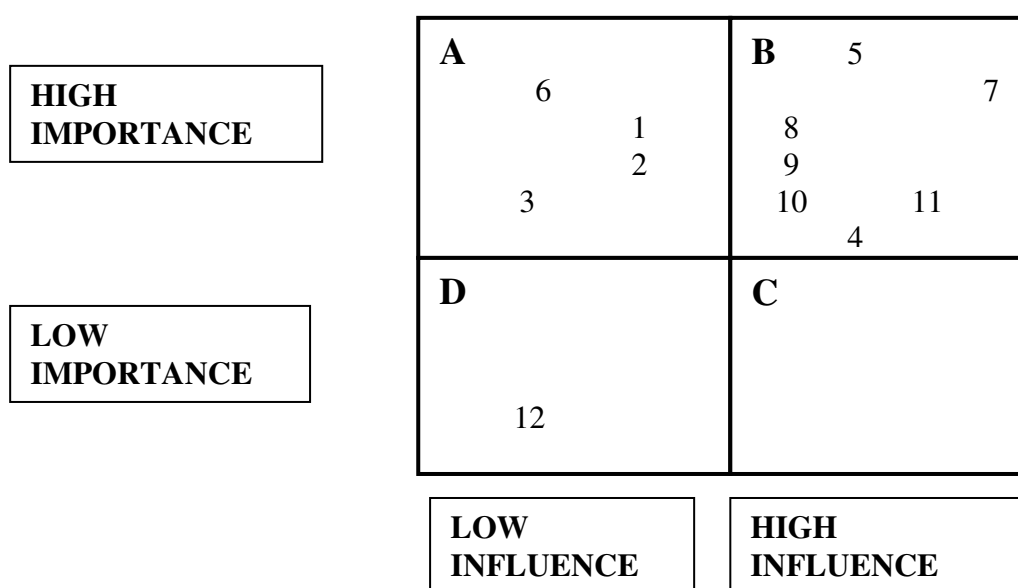 A
B 5
HIGH
IMPORTANCE
6
7
1
8
2
9
3
10 11
4
LOW
IMPORTANCE
D
C
12
LOW
INFLUENCE
HIGH
INFLUENCE